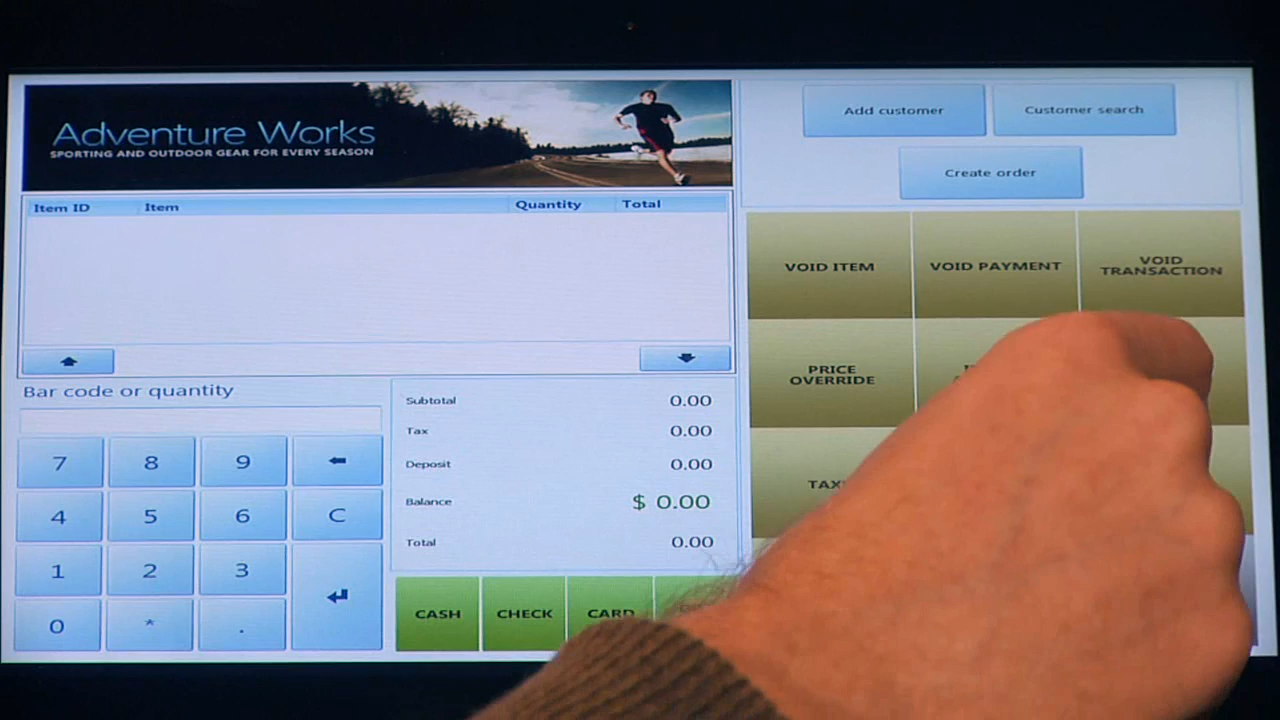 Adventure Works
SPORTING AND OUTDOOR GEAR FOR EVERY SEASON
Add customer
Customer search
Create order
Item ID
Item
Quantity
Total
VOID ITEM
VOID PAYMENT
VOID
TRANSACTION
PRICE
OVERRIDE
Bar code or quantity
7
8
9
4
5
6
C
1
2
3
0
*
.
Subtotal
0.00
Tax
0.00
Deposit
0.00
Balance
$ 0.00
Total
0.00
CASH
CHECK
CARD